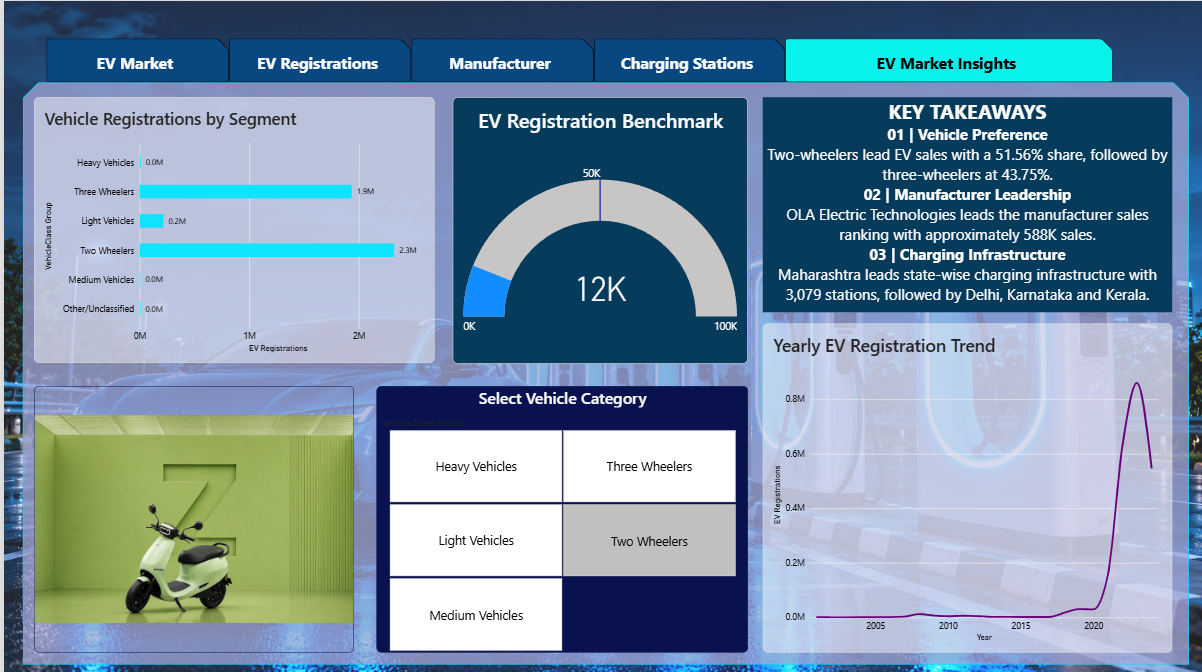 EV Market
EV Registrations
Manufacturer
Charging Stations
EV Market Insights
Vehicle Registrations by Segment
VehicleClass Group
Heavy Vehicles
0.0M
Three Wheelers
1.9M
Light Vehicles
0.2M
Two Wheelers
2.3M
Medium Vehicles
0.0M
Other/Unclassified
0.0M
0M
1M
2M
EV Registrations
EV Registration Benchmark
50K
12K
0K
100K
KEY TAKEAWAYS
01 | Vehicle Preference
Two-wheelers lead EV sales with a 51.56% share, followed by
three-wheelers at 43.75%.
02 | Manufacturer Leadership
OLA Electric Technologies leads the manufacturer sales
ranking with approximately 588K sales.
03 | Charging Infrastructure
Maharashtra leads state-wise charging infrastructure with
3,079 stations, followed by Delhi, Karnataka and Kerala.
Select Vehicle Category
Vehicle Class Group
Heavy Vehicles
Three Wheelers
Light Vehicles
Two Wheelers
Medium Vehicles
Yearly EV Registration Trend
EV Registrations
0.8M
0.6M
0.4M
0.2M
0.0M
2005
2010
2015
2020
Year